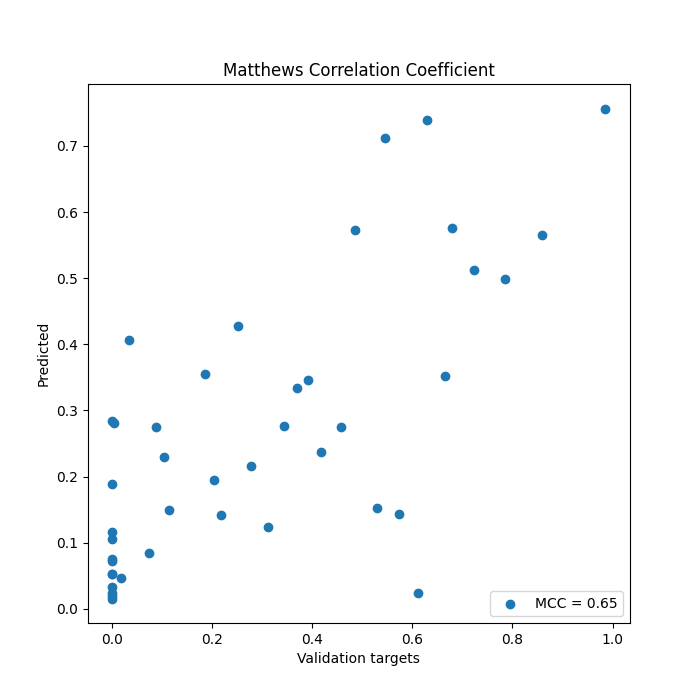 Matthews Correlation Coefficient
0.7
0.6
0.5
0.4
0.3
0.2
0.1
0.0
Predicted
MCC = 0.65
0.0 0.2 0.4 0.6 0.8 1.0
Validation targets